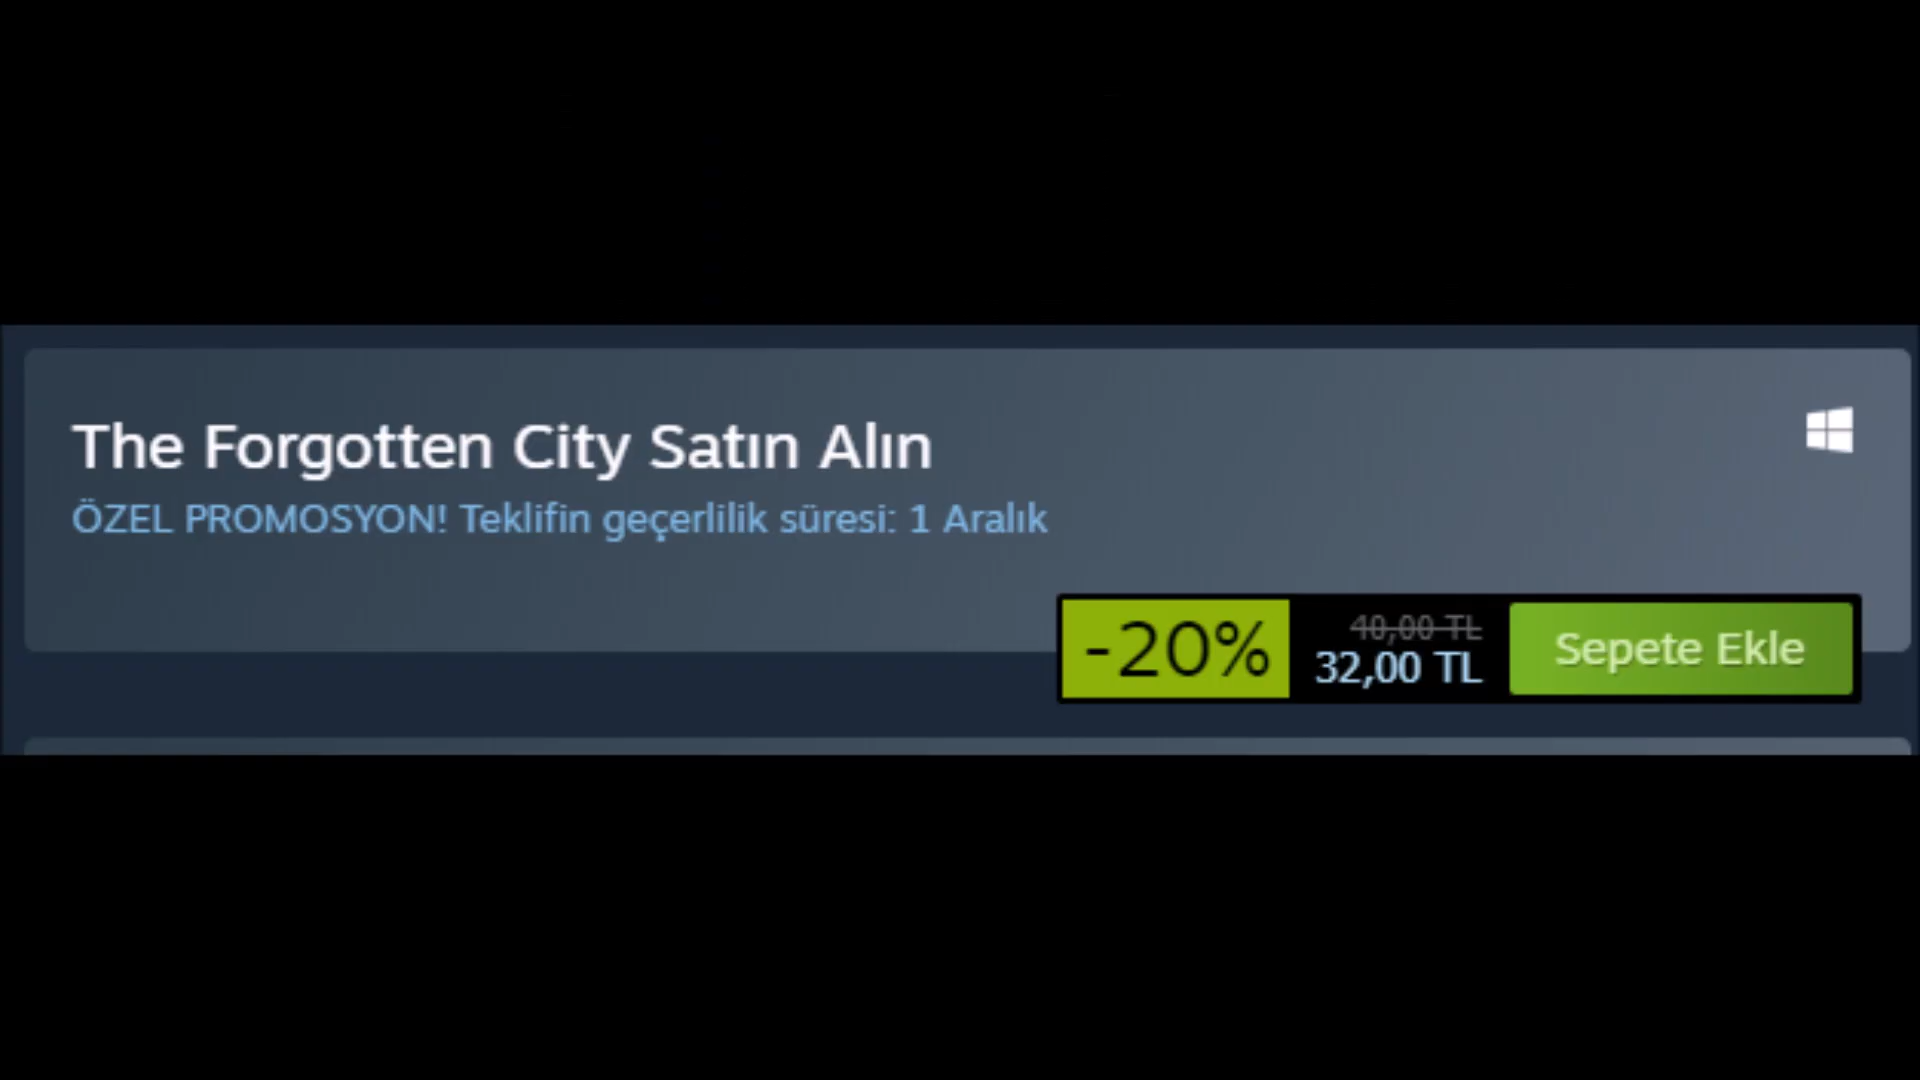 The Forgotten City Satın Alın
ÖZEL PROMOSYON! Teklifin geçerlilik süresi: 1 Aralık
-20%
40,00 TL
32,00 TL
Sepete Ekle